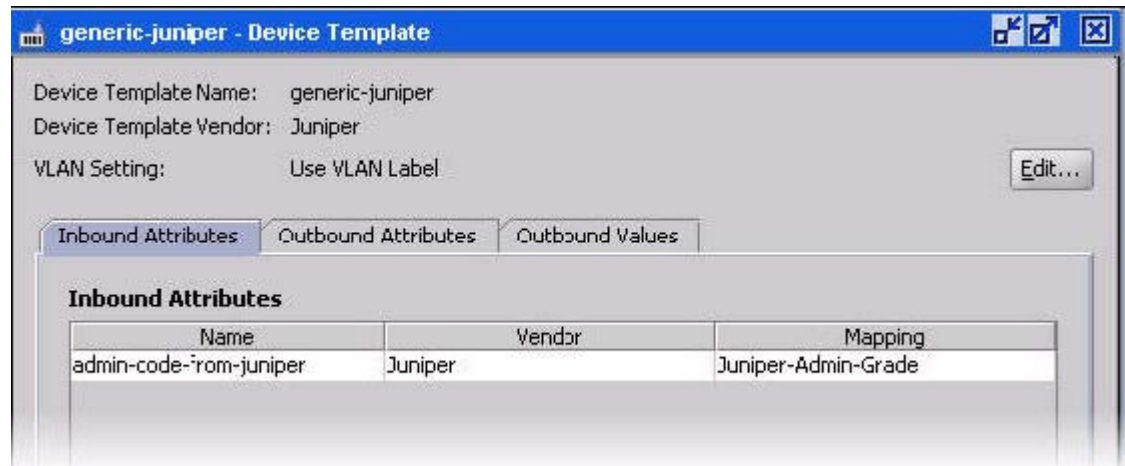 generic-juniper - Device Template
Device Template Name: generic-juniper
Device Template Vendor: Juniper
VLAN Setting: Use VLAN Label
Edit...
Inbound Attributes Outbound Attributes Outbound Values
Inbound Attributes
Name Vendor Mapping
admin-code-from-juniper Juniper Juniper-Admin-Grade